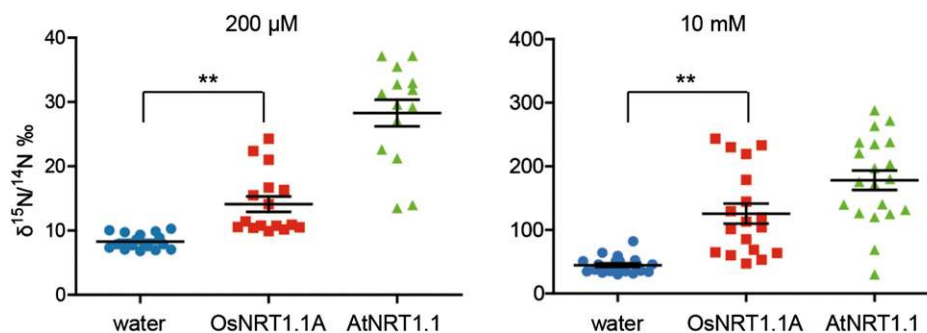 200 μM
δ¹⁵N/¹⁴N ‰
40
30
20
10
0
**
water OsNRT1.1A AtNRT1.1
10 mM
400
300
200
100
0
**
water OsNRT1.1A AtNRT1.1